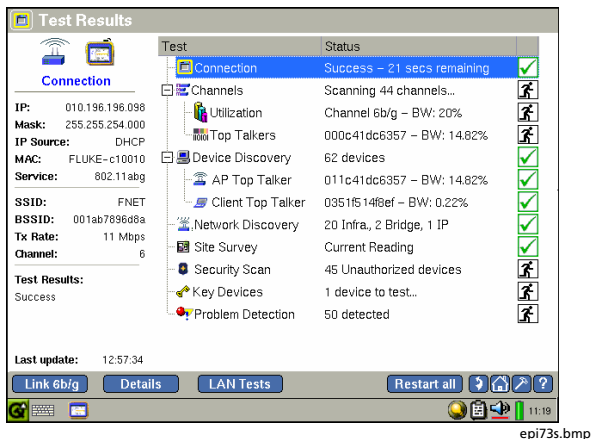 Test Results
Test Status
Connection
Connection Success – 21 secs remaining
Channels Scanning 44 channels...
Utilization Channel 6b/g – BW: 20%
Top Talkers 000c41dc6357 – BW: 14.82%
Device Discovery 62 devices
AP Top Talker 011c41dc6357 – BW: 14.82%
Client Top Talker 0351f514f8ef – BW: 0.22%
Network Discovery 20 Infra., 2 Bridge, 1 IP
Site Survey Current Reading
Security Scan 45 Unauthorized devices
Key Devices 1 device to test...
Problem Detection 50 detected
IP: 010.196.196.098
Mask: 255.255.254.000
IP Source: DHCP
MAC: FLUKE-c10010
Service: 802.11abg
SSID: FNET
BSSID: 001ab7896d8a
Tx Rate: 11 Mbps
Channel: 6
Test Results:
Success
Last update: 12:57:34
Link 6b/g Details LAN Tests Restart all ?
11:19
epi73s.bmp